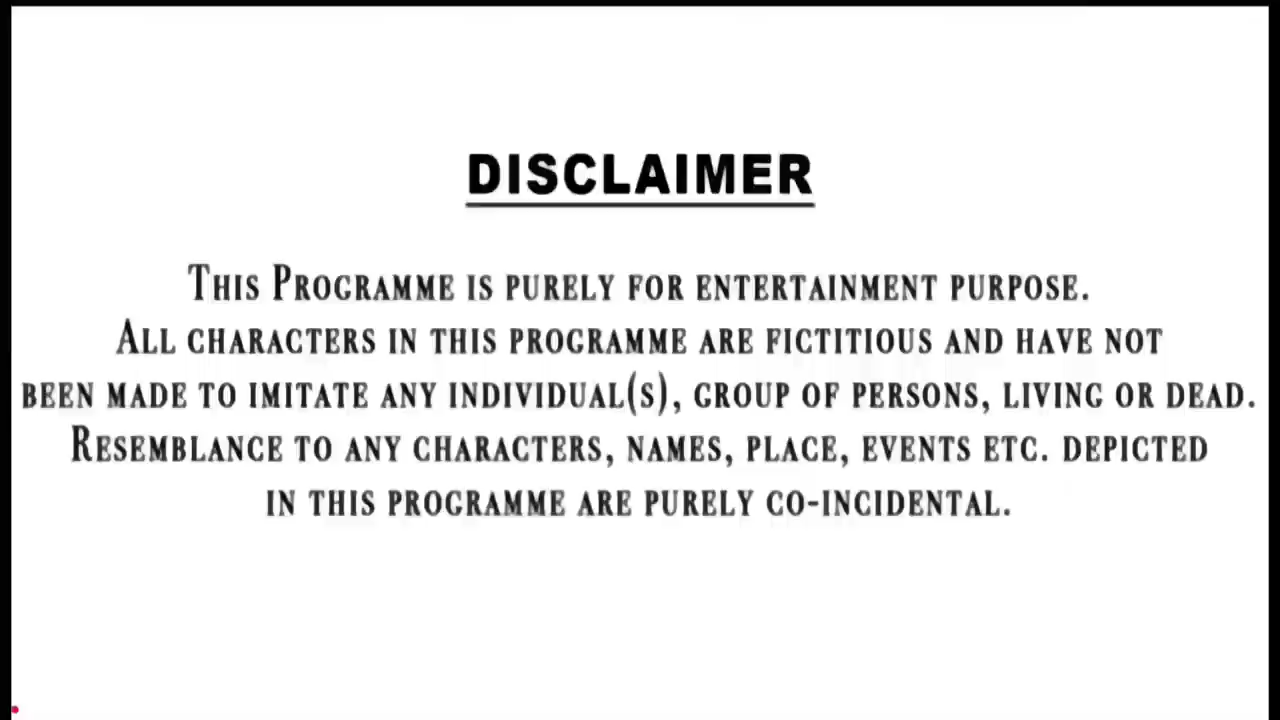 DISCLAIMER
This Programme is purely for entertainment purpose.
All characters in this programme are fictitious and have not
been made to imitate any individual(s), group of persons, living or dead.
Resemblance to any characters, names, place, events etc. depicted
in this programme are purely co-incidental.